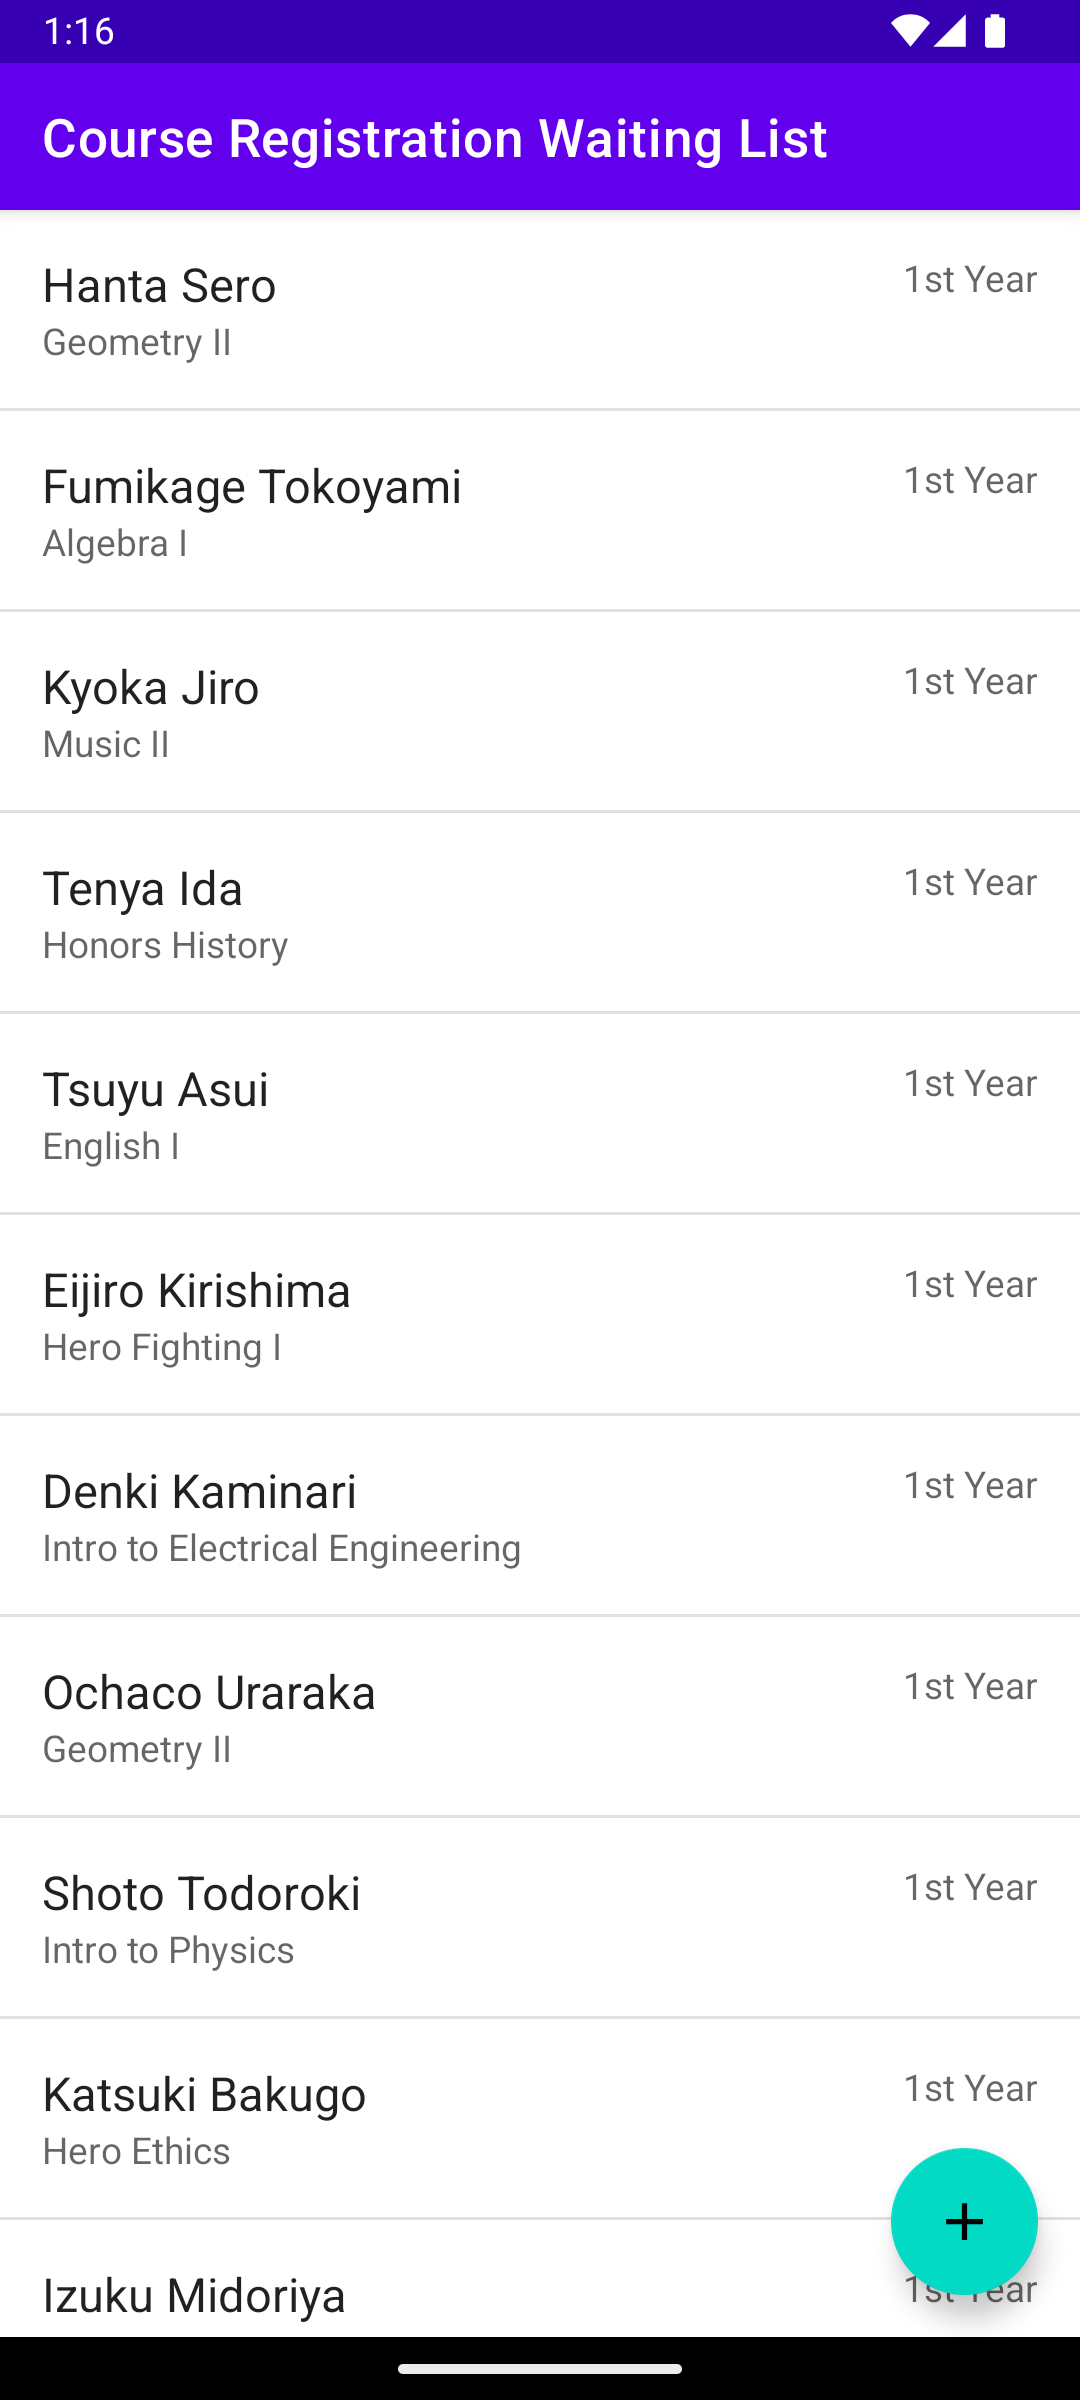 1:16
Course Registration Waiting List
Hanta Sero
1st Year
Geometry II
Fumikage Tokoyami
1st Year
Algebra I
Kyoka Jiro
1st Year
Music II
Tenya Ida
1st Year
Honors History
Tsuyu Asui
1st Year
English I
Eijiro Kirishima
1st Year
Hero Fighting I
Denki Kaminari
1st Year
Intro to Electrical Engineering
Ochaco Uraraka
1st Year
Geometry II
Shoto Todoroki
1st Year
Intro to Physics
Katsuki Bakugo
1st Year
Hero Ethics
Izuku Midoriya
1st Year